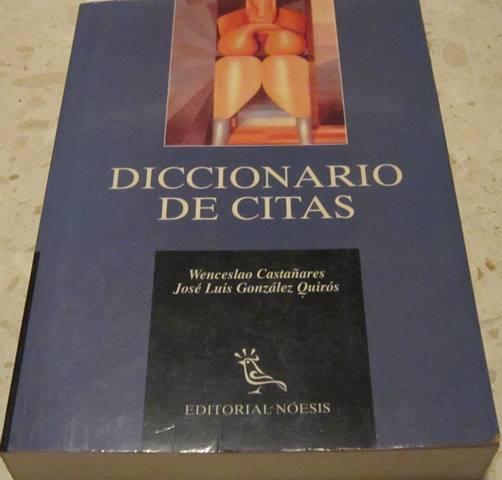 DICCIONARIO
DE CITAS
Wenceslao Castañares
José Luis González Quirós
EDITORIAL NÓESIS